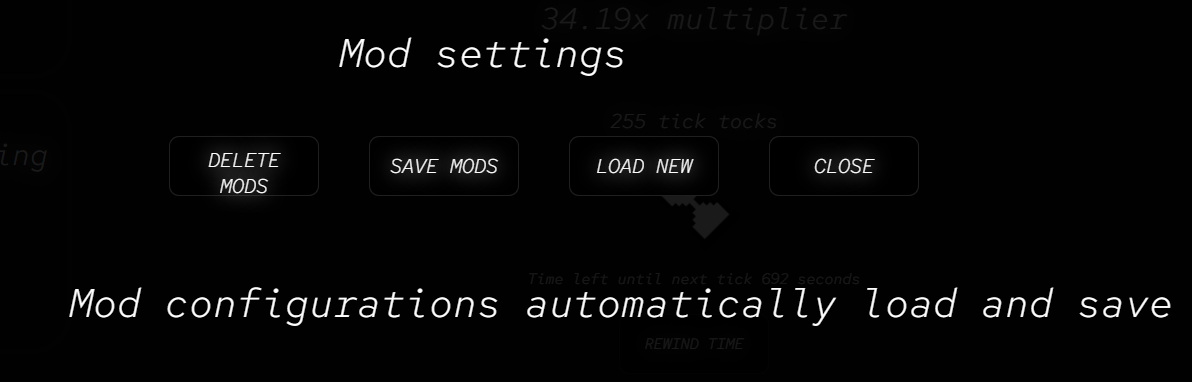 34.19x multiplier
Mod settings
255 tick tocks
ing
DELETE
MODS
SAVE MODS
LOAD NEW
CLOSE
Time left until next tick 692 seconds
Mod configurations automatically load and save
REWIND TIME